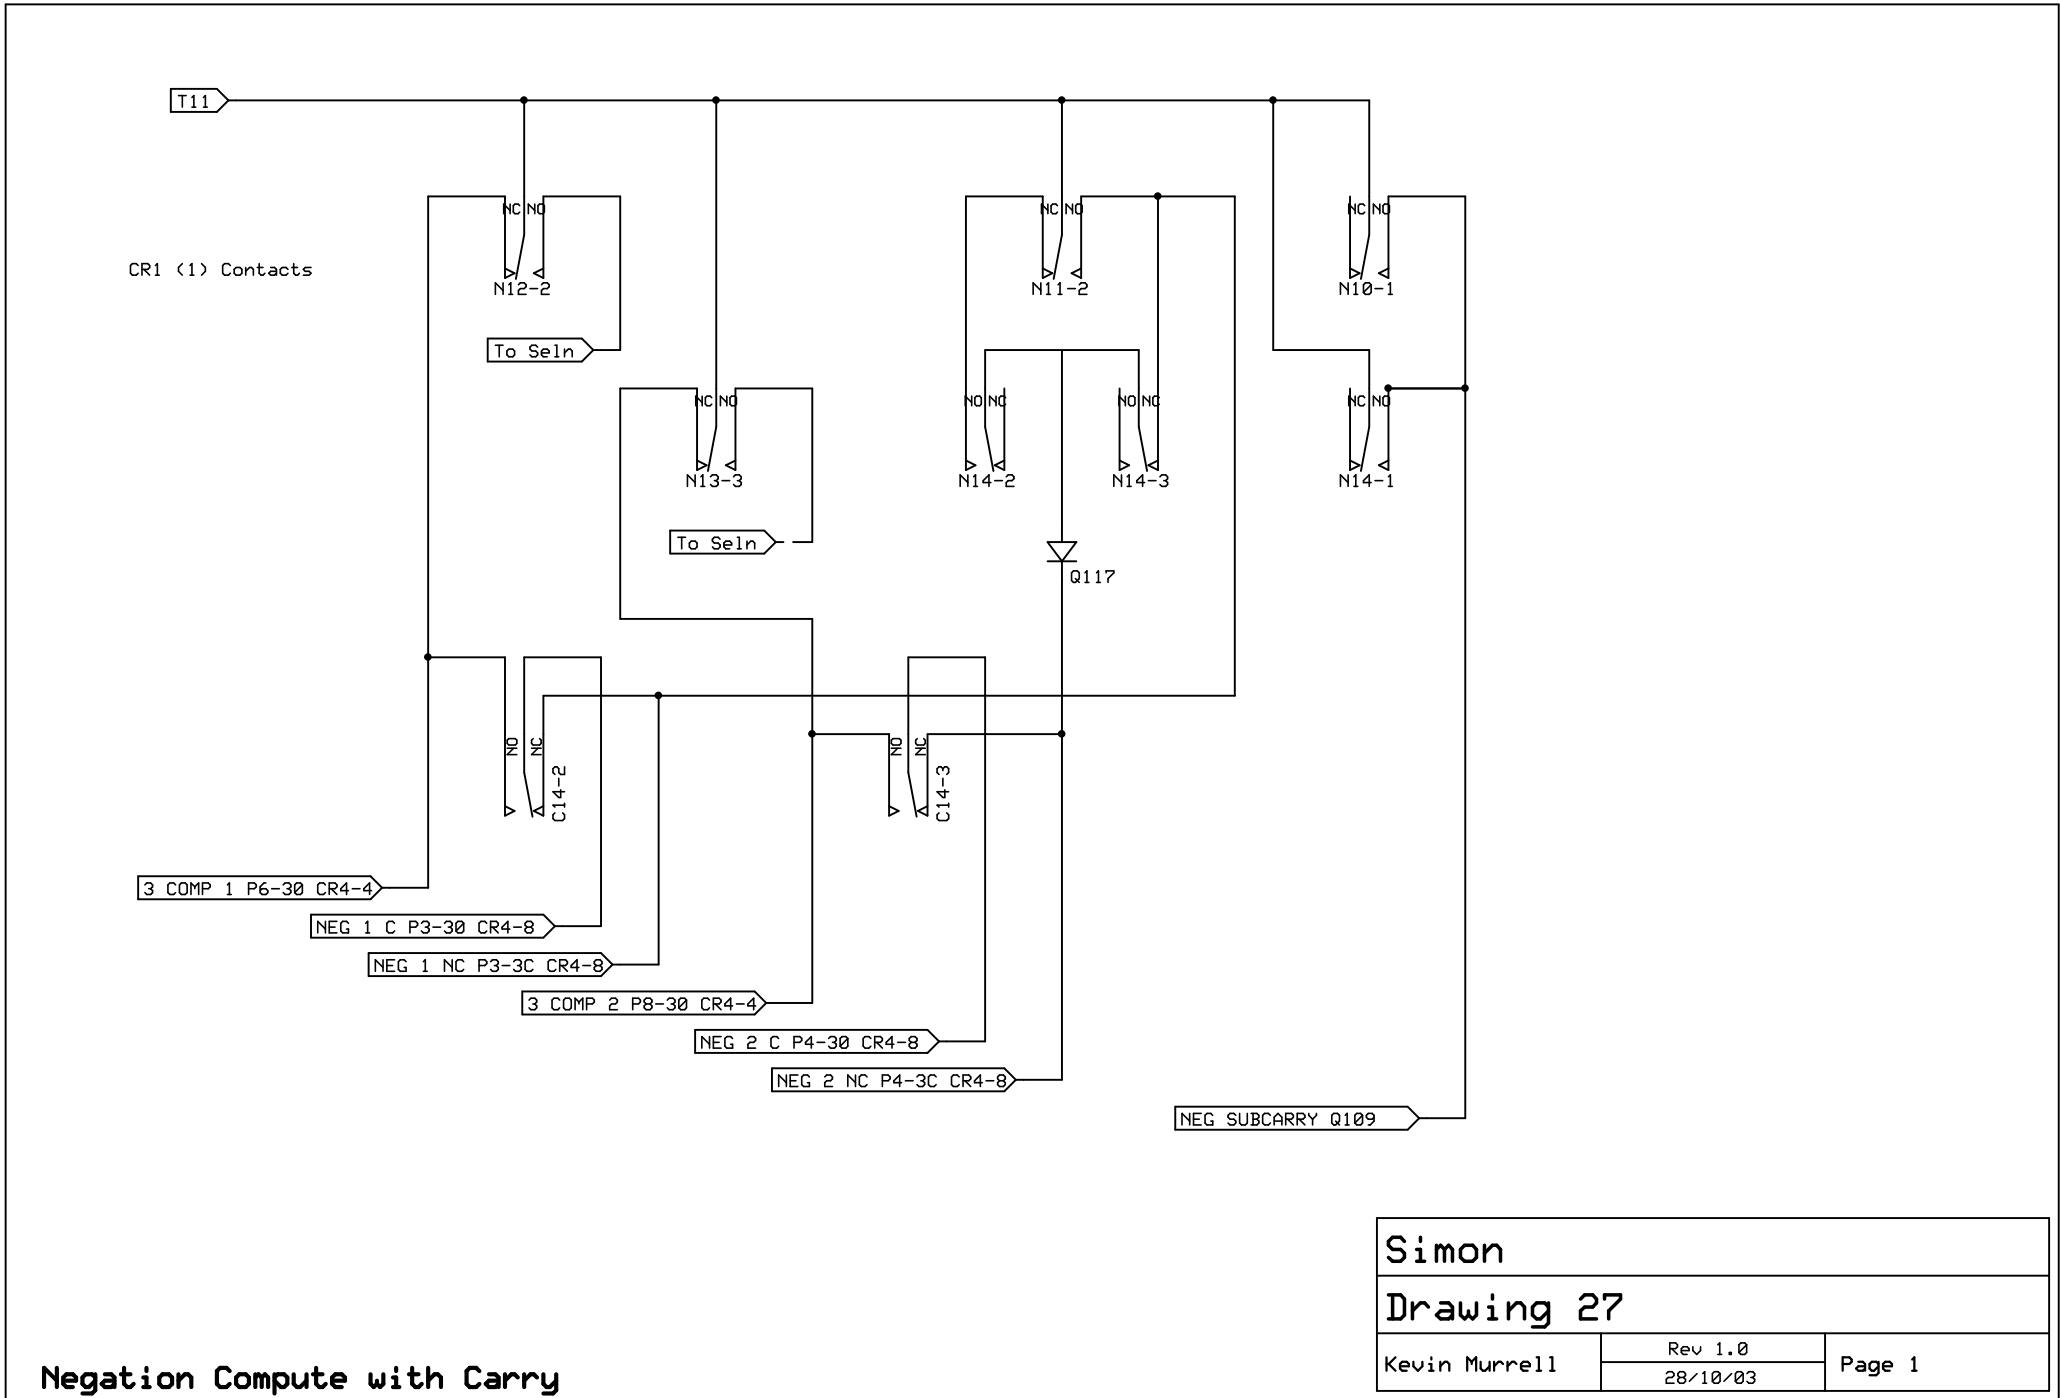 T11
NC NO
NC NO
NC NO
CR1 (1) Contacts
N12-2
N11-2
N10-1
To Seln
NC NO
NO NC
NO NC
NC NO
N13-3
N14-2
N14-3
N14-1
To Seln
Q117
NO
NC
C14-2
NO
NC
C14-3
3 COMP 1 P6-30 CR4-4
NEG 1 C P3-30 CR4-8
NEG 1 NC P3-3C CR4-8
3 COMP 2 P8-30 CR4-4
NEG 2 C P4-30 CR4-8
NEG 2 NC P4-3C CR4-8
NEG SUBCARRY Q109
Simon
Drawing 27
Kevin Murrell
Rev 1.0
28/10/03
Page 1
Negation Compute with Carry